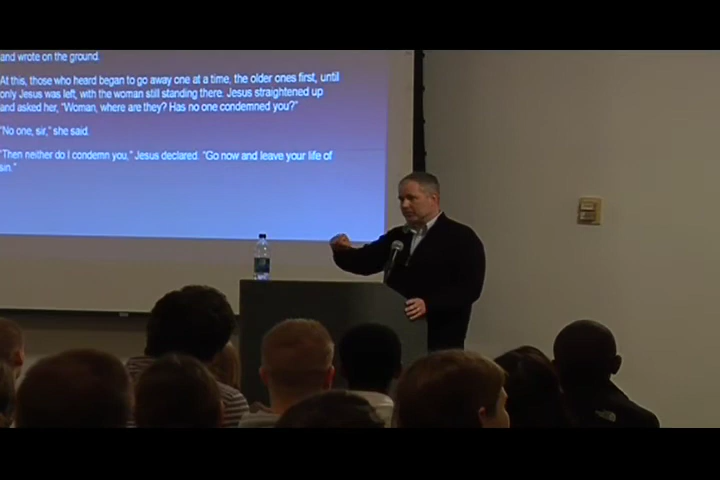 and wrote on the ground.
At this, those who heard began to go away one at a time, the older ones first, until
only Jesus was left, with the woman still standing there. Jesus straightened up
and asked her, “Woman, where are they? Has no one condemned you?”
“No one, sir,” she said.
“Then neither do I condemn you,” Jesus declared. “Go now and leave your life of
sin.”